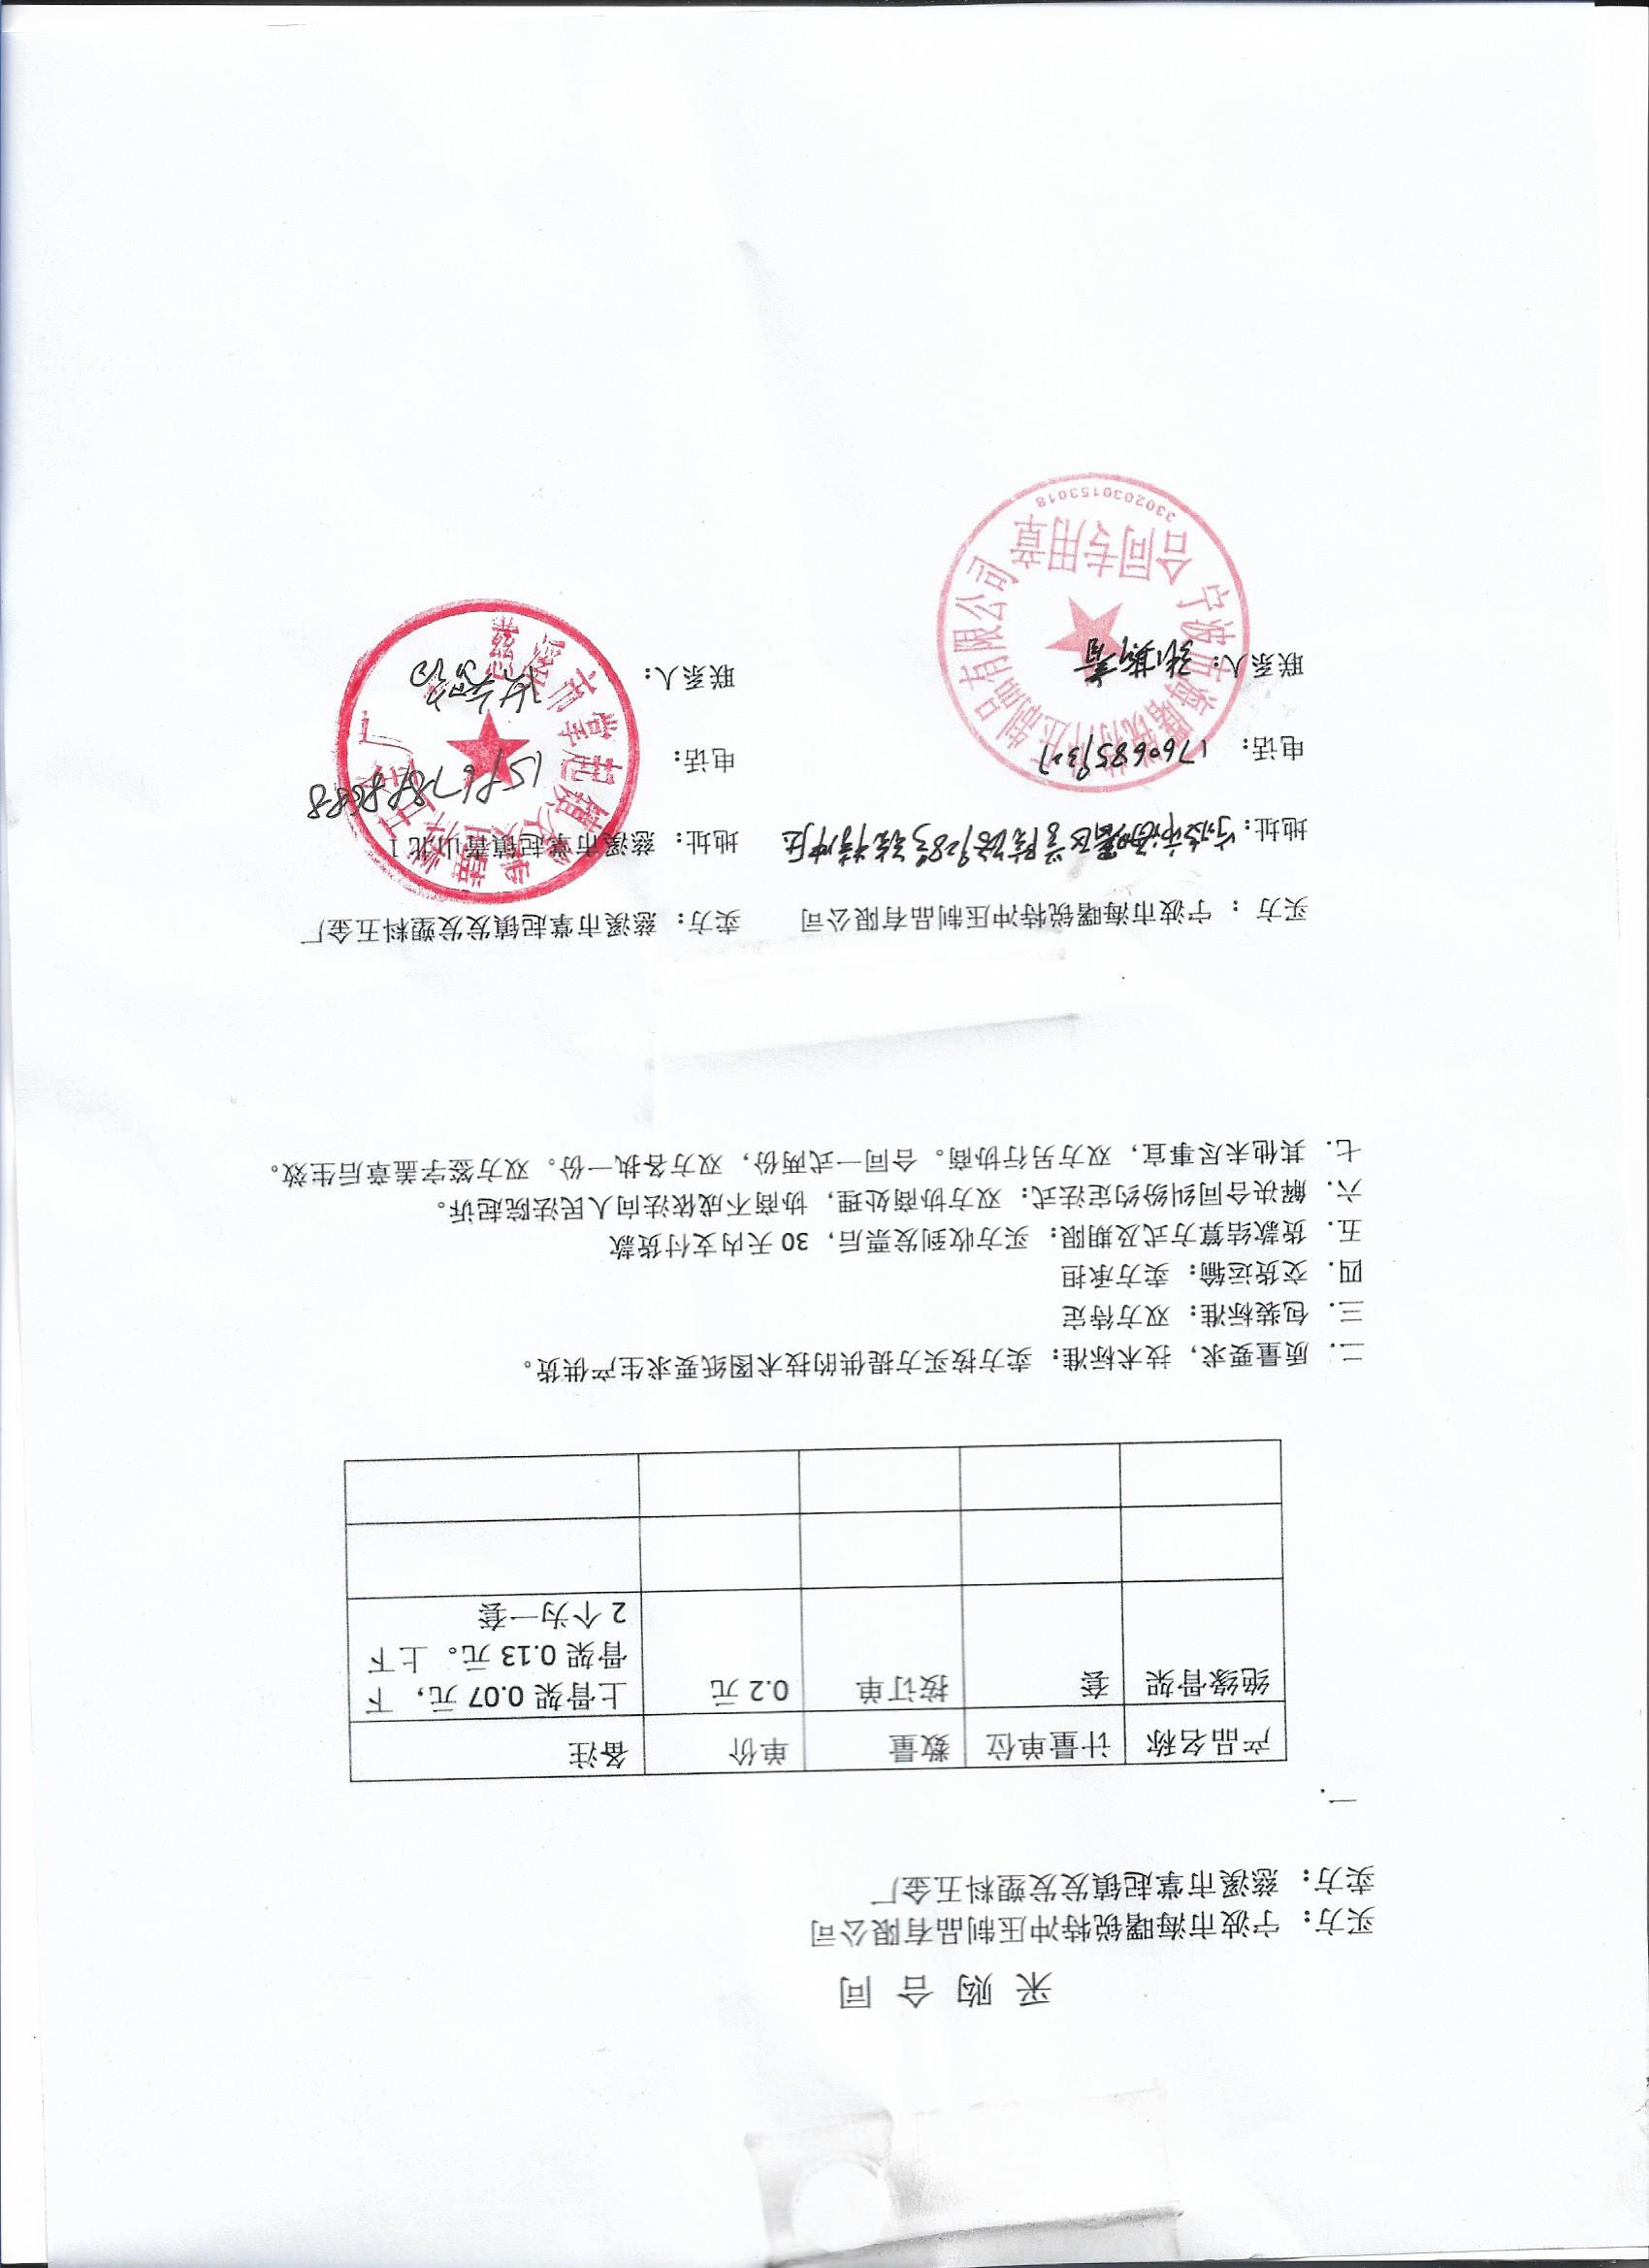 采购合同
买方：宁波市海曙锐特冲压制品有限公司
卖方：慈溪市掌起镇发发塑料五金厂
一．
产品名称 计量单位 数量 单价 备注
绝缘骨架 套 按订单 0.2 元 上骨架 0.07 元，下
骨架 0.13 元。上下
2 个为一套
二．质量要求，技术标准：卖方按买方提供的技术图纸要求生产供货。
三．包装标准：双方待定
四．交货运输：卖方承担
五．货款结算方式及期限：买方收到发票后，30 天内支付货款
六．解决合同纠纷约定法式：双方协商处理，协商不成依法向人民法院起诉。
七．其他未尽事宜，双方另行协商。合同一式两份，双方各执一份。双方签字盖章后生效。
买方 ：宁波市海曙锐特冲压制品有限公司
地址：宁波市海曙区学院路928号锐特冲压
电话： 17606859327
联系人：张斯睿
宁波市海曙锐特冲压制品有限公司
合同专用章
3302030153018
卖方：慈溪市掌起镇发发塑料五金厂
地址：慈溪市掌起镇青山北 1
电话：
联系人： 洪
慈溪市掌起镇发发塑料五金厂